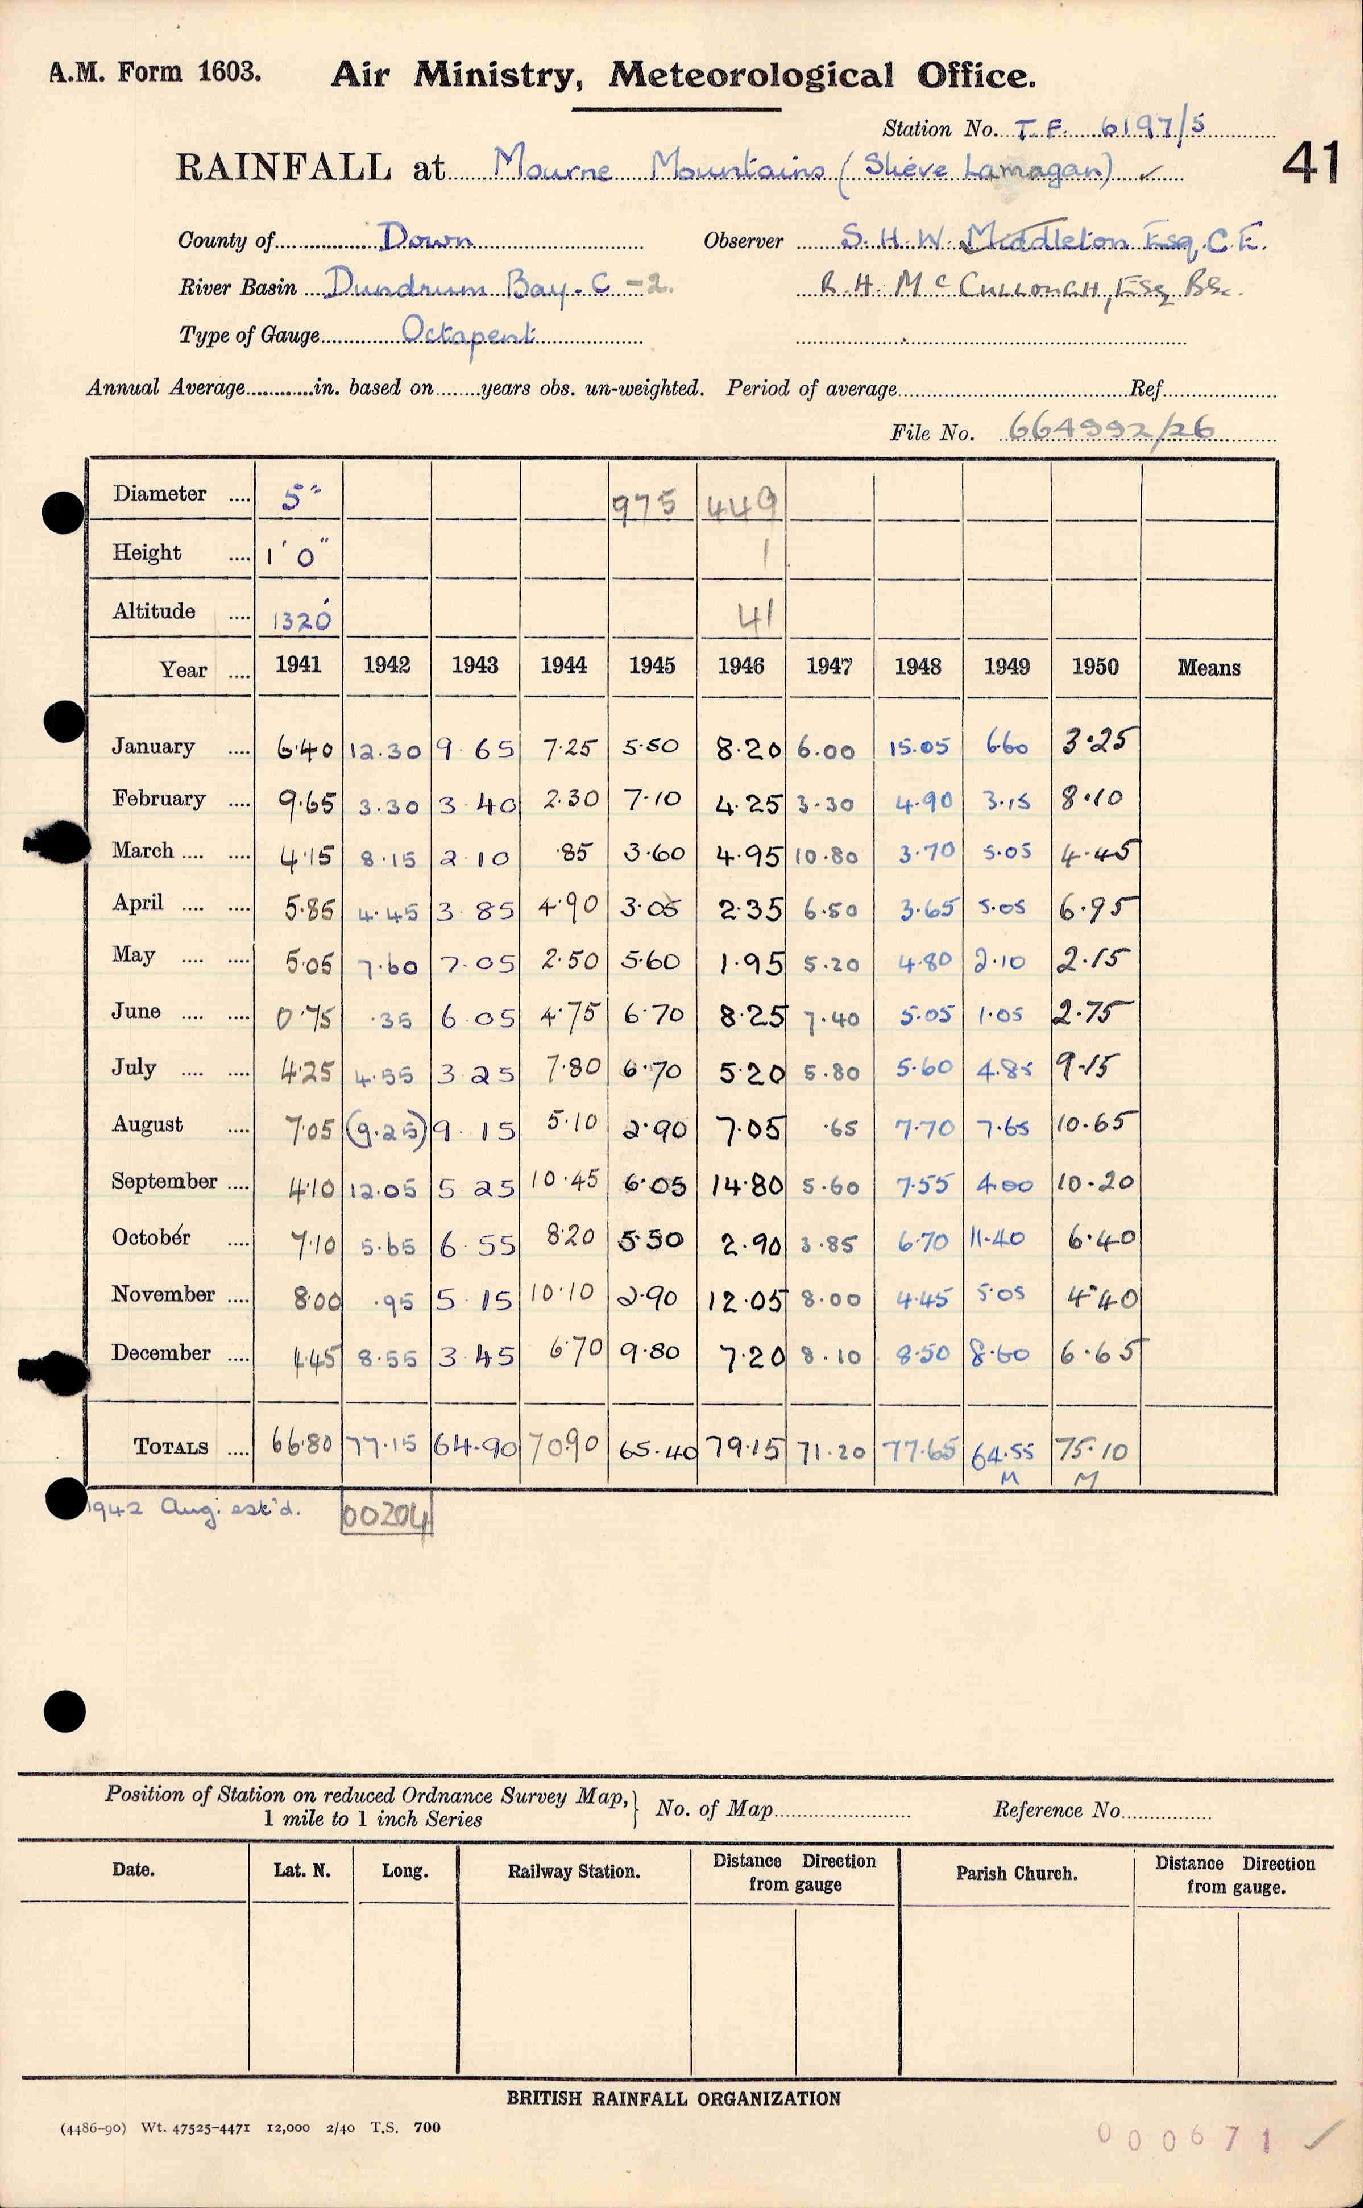 A.M. Form 1603. Air Ministry, Meteorological Office.
Station No. T.F. 6197/5
41
RAINFALL at Mourne Mountains (Slieve Lamagan) ✓
County of Down Observer S. H. W. Middleton Esq. C.E.
River Basin Dundrum Bay - C - 2. R. H. McCULLOUGH, Esq BSc.
Type of Gauge Octapent
Annual Average in. based on years obs. un-weighted. Period of average Ref
File No. 664992/26
Diameter .... 5" 975 449
Height .... 1' 0" 1
Altitude .... 1320' 41
Year .... 1941 1942 1943 1944 1945 1946 1947 1948 1949 1950 Means
January .... 6.40 12.30 9 65 7.25 5.50 8.20 6.00 15.05 6.60 3.25
February .... 9.65 3.30 3 40 2.30 7.10 4.25 3.30 4.90 3.15 8.10
March .... .... 4.15 8.15 2 10 .85 3.60 4.95 10.80 3.70 5.05 4.45
April .... .... 5.85 4.45 3 85 4.90 3.05 2.35 6.50 3.65 5.05 6.95
May .... .... 5.05 7.60 7.05 2.50 5.60 1.95 5.20 4.80 2.10 2.15
June .... .... 0.75 .35 6 05 4.75 6.70 8.25 7.40 5.05 1.05 2.75
July .... .... 4.25 4.55 3 25 7.80 6.70 5.20 5.80 5.60 4.85 9.15
August .... 7.05 (9.25) 9 15 5.10 2.90 7.05 .65 7.70 7.65 10.65
September .... 4.10 12.05 5 25 10.45 6.05 14.80 5.60 7.55 4.00 10.20
October .... 7.10 5.65 6 55 8.20 5.50 2.90 3.85 6.70 11.40 6.40
November .... 8.00 .95 5 15 10.10 2.90 12.05 8.00 4.45 5.05 4.40
December .... 4.45 8.55 3 45 6.70 9.80 7.20 8.10 8.50 8.60 6.65
TOTALS .... 66.80 77.15 64.90 70.90 65.40 79.15 71.20 77.65 64.55 75.10
M M
1942 Aug. est'd. 00204
Position of Station on reduced Ordnance Survey Map, } No. of Map Reference No.
1 mile to 1 inch Series
Date. Lat. N. Long. Railway Station. Distance Direction from gauge Parish Church. Distance Direction from gauge.
BRITISH RAINFALL ORGANIZATION
(4486-90) Wt. 47525-4471 12,000 2/40 T.S. 700
000671 ✓